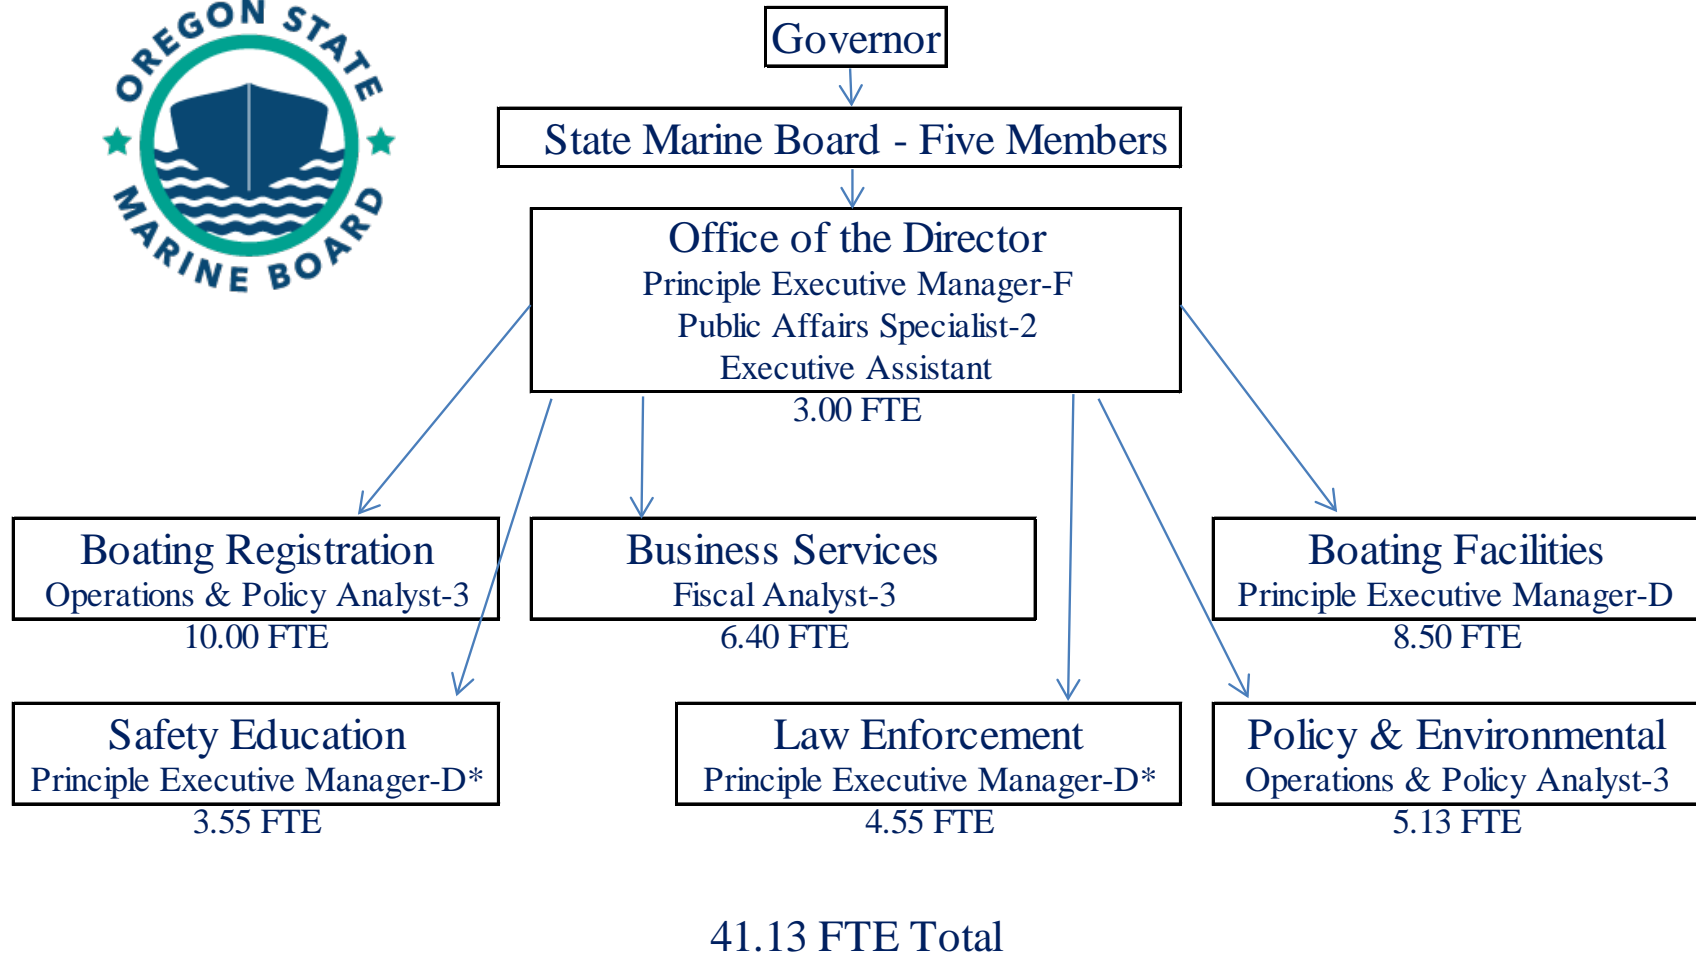 OREGON STATE
MARINE BOARD
Governor
State Marine Board - Five Members
Office of the Director
Principle Executive Manager-F
Public Affairs Specialist-2
Executive Assistant
3.00 FTE
Boating Registration
Operations & Policy Analyst-3
10.00 FTE
Business Services
Fiscal Analyst-3
6.40 FTE
Boating Facilities
Principle Executive Manager-D
8.50 FTE
Safety Education
Principle Executive Manager-D*
3.55 FTE
Law Enforcement
Principle Executive Manager-D*
4.55 FTE
Policy & Environmental
Operations & Policy Analyst-3
5.13 FTE
41.13 FTE Total